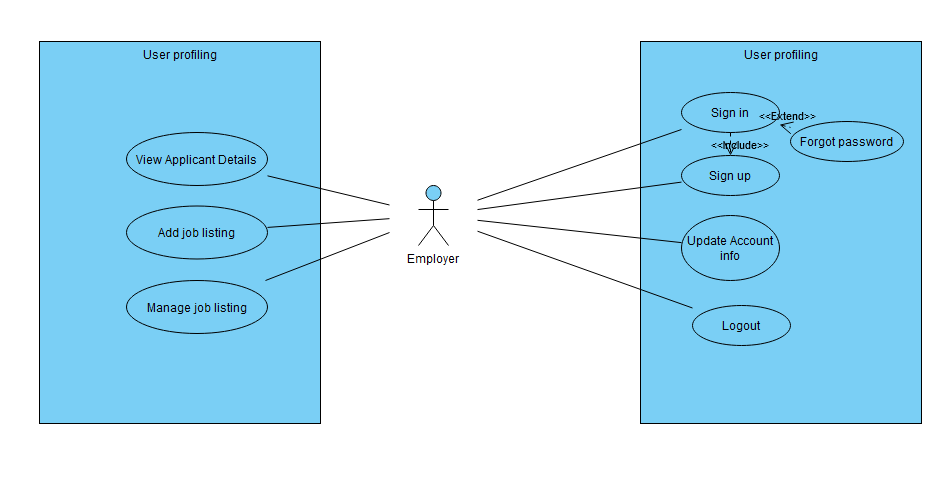 User profiling
View Applicant Details
Add job listing
Manage job listing
Employer
User profiling
Sign in
<<Extend>>
Forgot password
<<Include>>
Sign up
Update Account
info
Logout